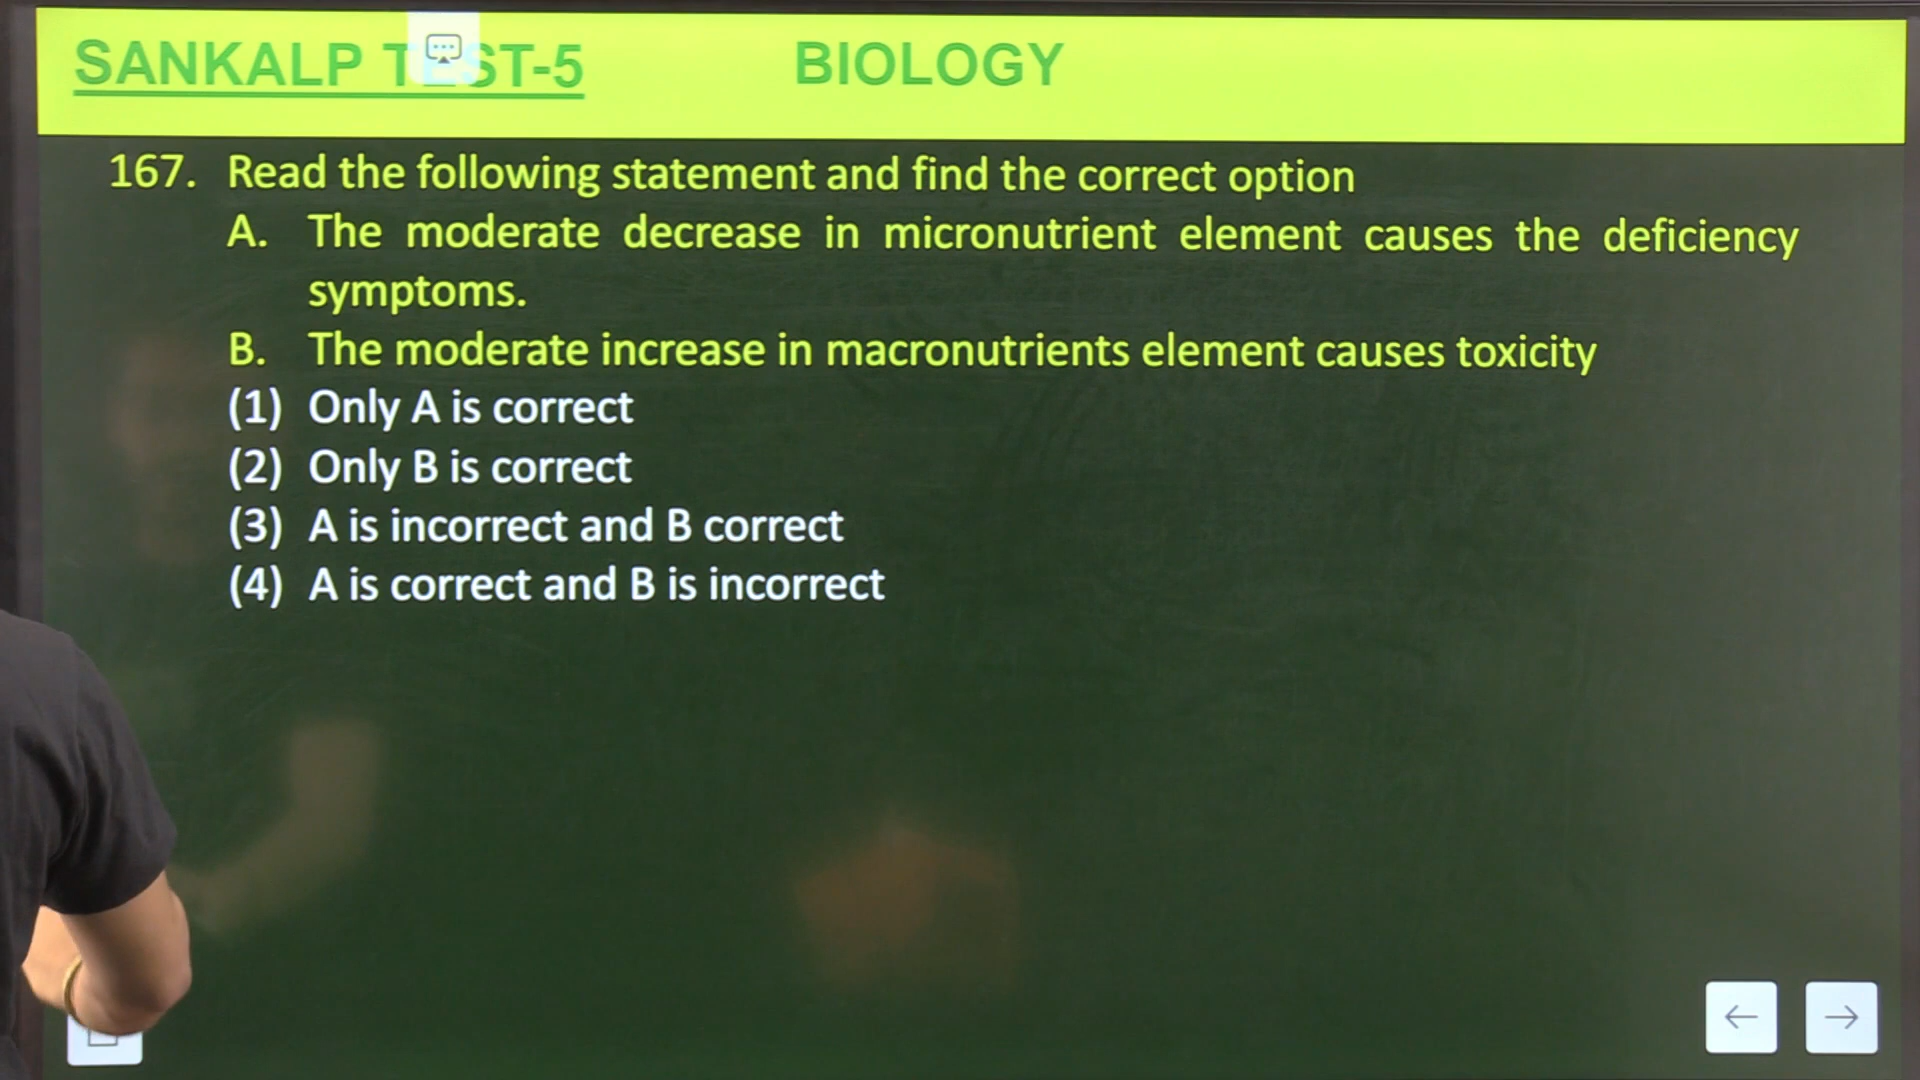 SANKALP TEST-5 BIOLOGY
167. Read the following statement and find the correct option
A. The moderate decrease in micronutrient element causes the deficiency
symptoms.
B. The moderate increase in macronutrients element causes toxicity
(1) Only A is correct
(2) Only B is correct
(3) A is incorrect and B correct
(4) A is correct and B is incorrect